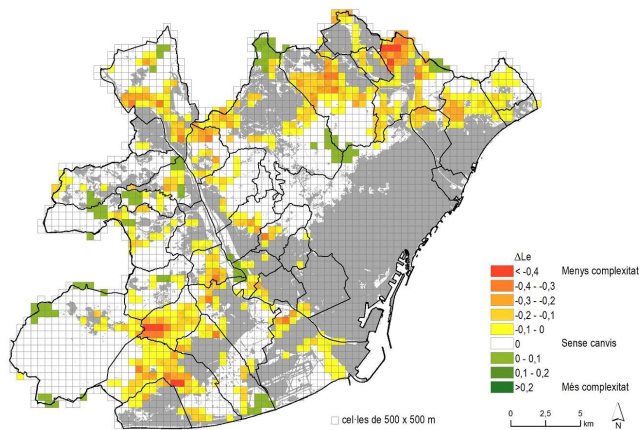 ΔLe
< -0,4 Menys complexitat
-0,4 - -0,3
-0,3 - -0,2
-0,2 - -0,1
-0,1 - 0
0 Sense canvis
0 - 0,1
0,1 - 0,2
>0,2 Més complexitat
cel·les de 500 x 500 m
0 2,5 5
km
N